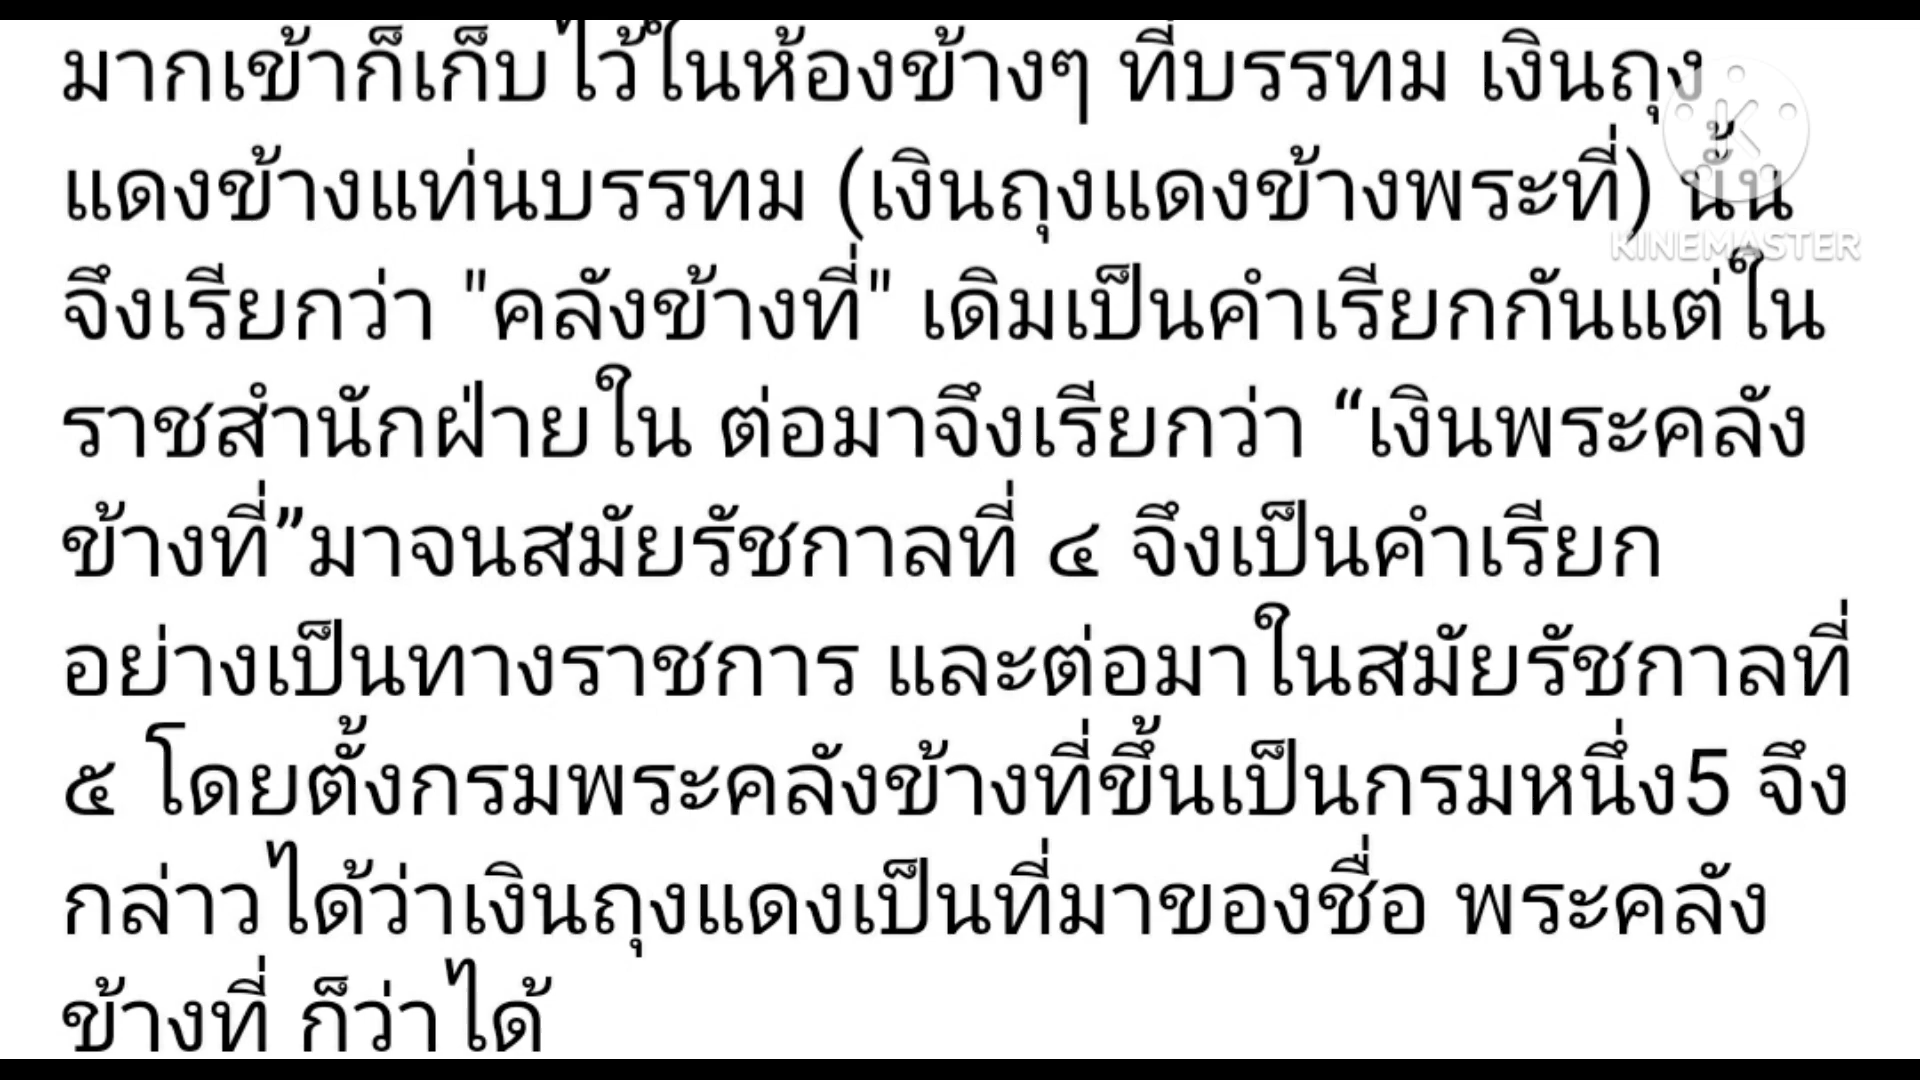 มากเข้าก็เก็บไว้ในห้องข้างๆ ที่บรรทม เงินถุง
แดงข้างแท่นบรรทม (เงินถุงแดงข้างพระที่) นั้น
KINEMASTER
จึงเรียกว่า "คลังข้างที่" เดิมเป็นคำเรียกกันแต่ใน
ราชสำนักฝ่ายใน ต่อมาจึงเรียกว่า “เงินพระคลัง
ข้างที่”มาจนสมัยรัชกาลที่ ๔ จึงเป็นคำเรียก
อย่างเป็นทางราชการ และต่อมาในสมัยรัชกาลที่
๕ โดยตั้งกรมพระคลังข้างที่ขึ้นเป็นกรมหนึ่ง5 จึง
กล่าวได้ว่าเงินถุงแดงเป็นที่มาของชื่อ พระคลัง
ข้างที่ ก็ว่าได้